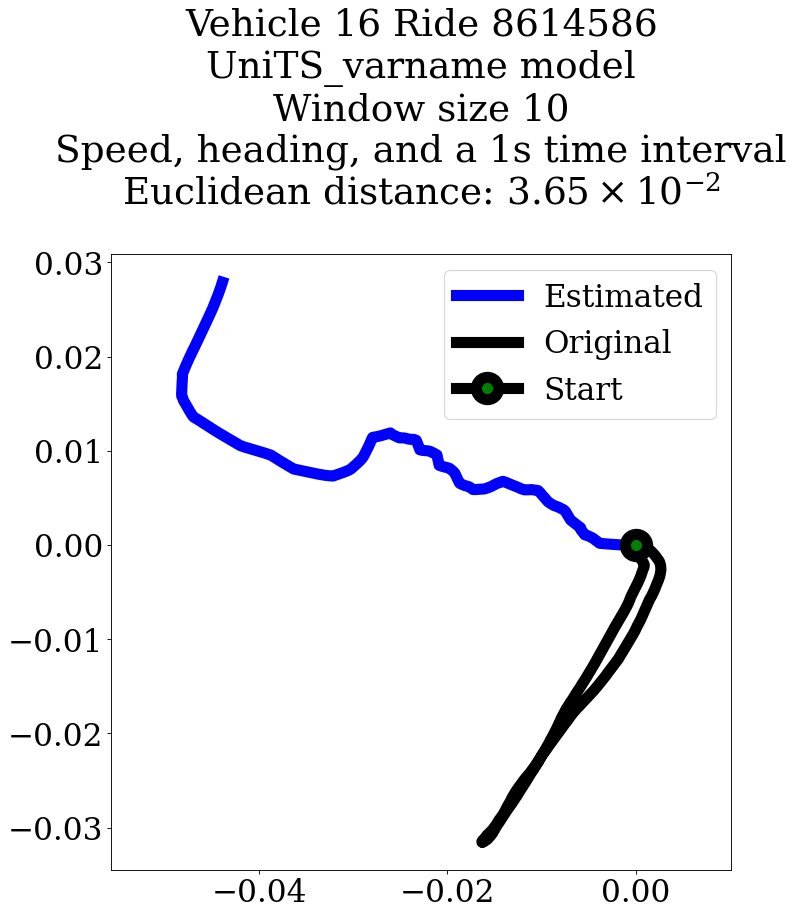 Vehicle 16 Ride 8614586
UniTS_varname model
Window size 10
Speed, heading, and a 1s time interval
Euclidean distance: $3.65 \times 10^{-2}$
0.03
Estimated
Original
Start
0.02
0.01
0.00
−0.01
−0.02
−0.03
−0.04
−0.02
0.00